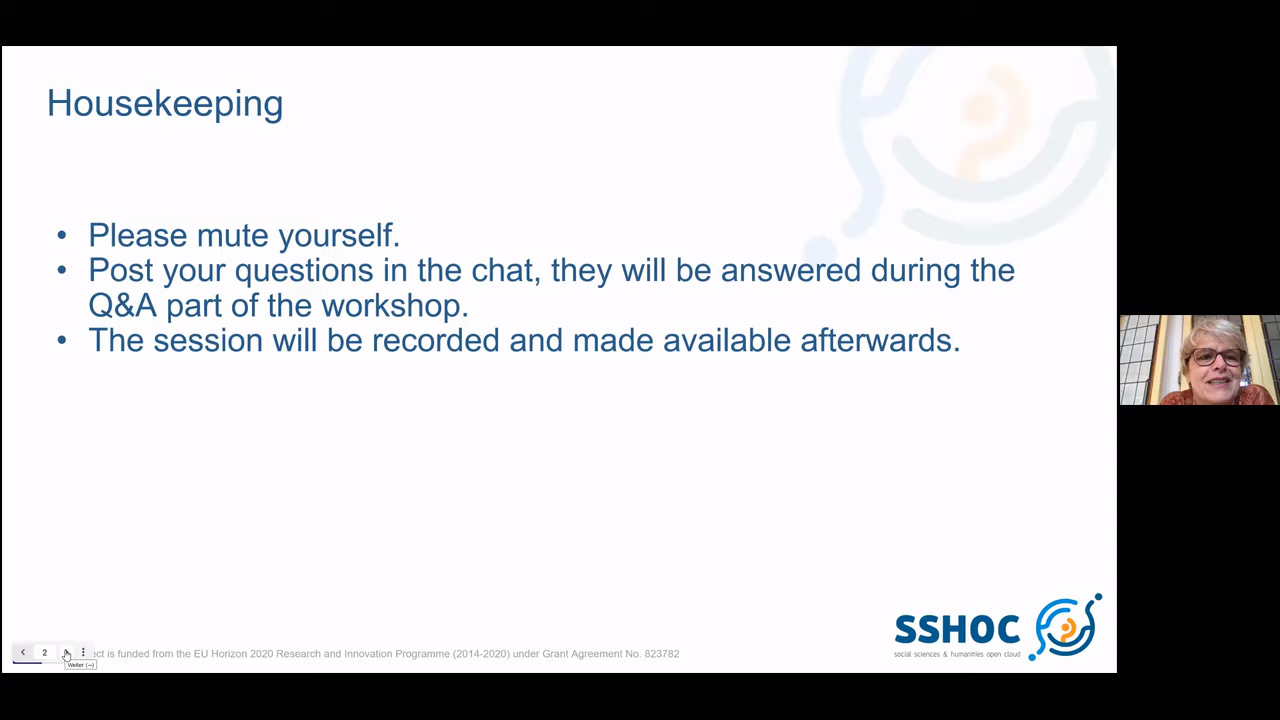 Housekeeping
• Please mute yourself.
• Post your questions in the chat, they will be answered during the
Q&A part of the workshop.
• The session will be recorded and made available afterwards.
SSHOC
social sciences & humanities open cloud
2
is funded from the EU Horizon 2020 Research and Innovation Programme (2014-2020) under Grant Agreement No. 823782
Weiter (→)